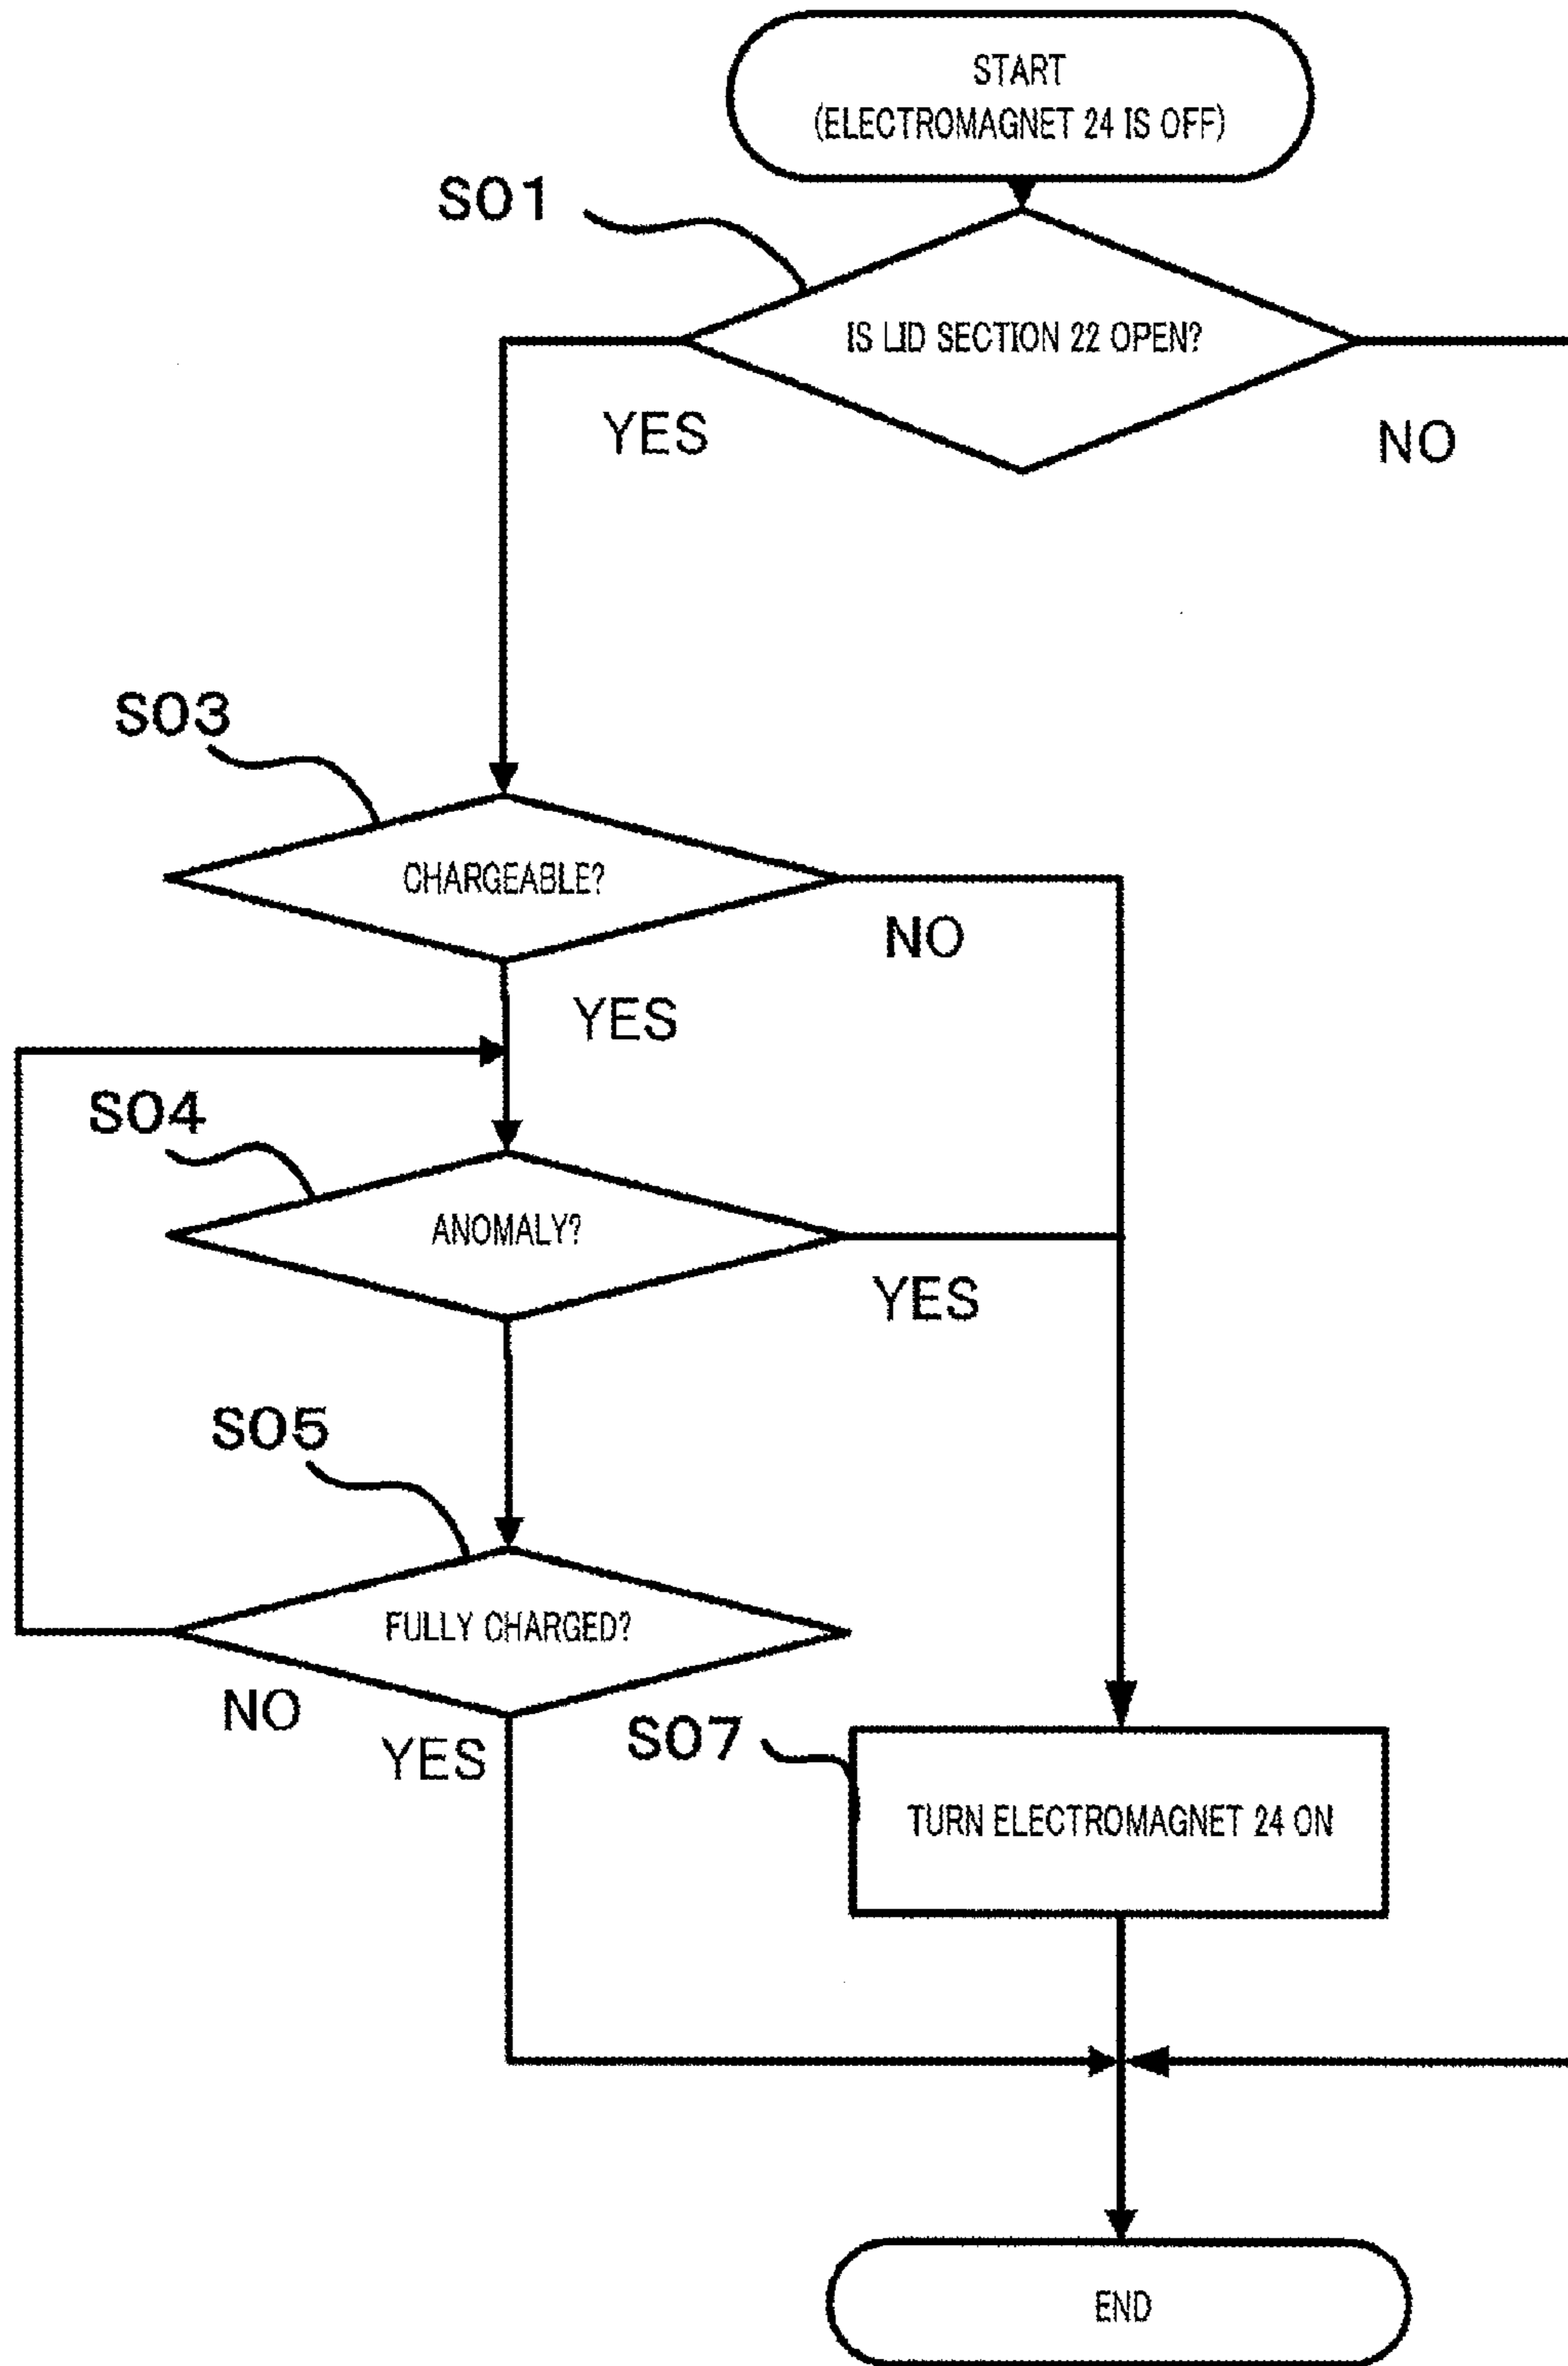 START
(ELECTROMAGNET 24 IS OFF)
S01
IS LID SECTION 22 OPEN?
YES
NO
S03
CHARGEABLE?
NO
YES
S04
ANOMALY?
YES
S05
FULLY CHARGED?
NO
YES
S07
TURN ELECTROMAGNET 24 ON
END